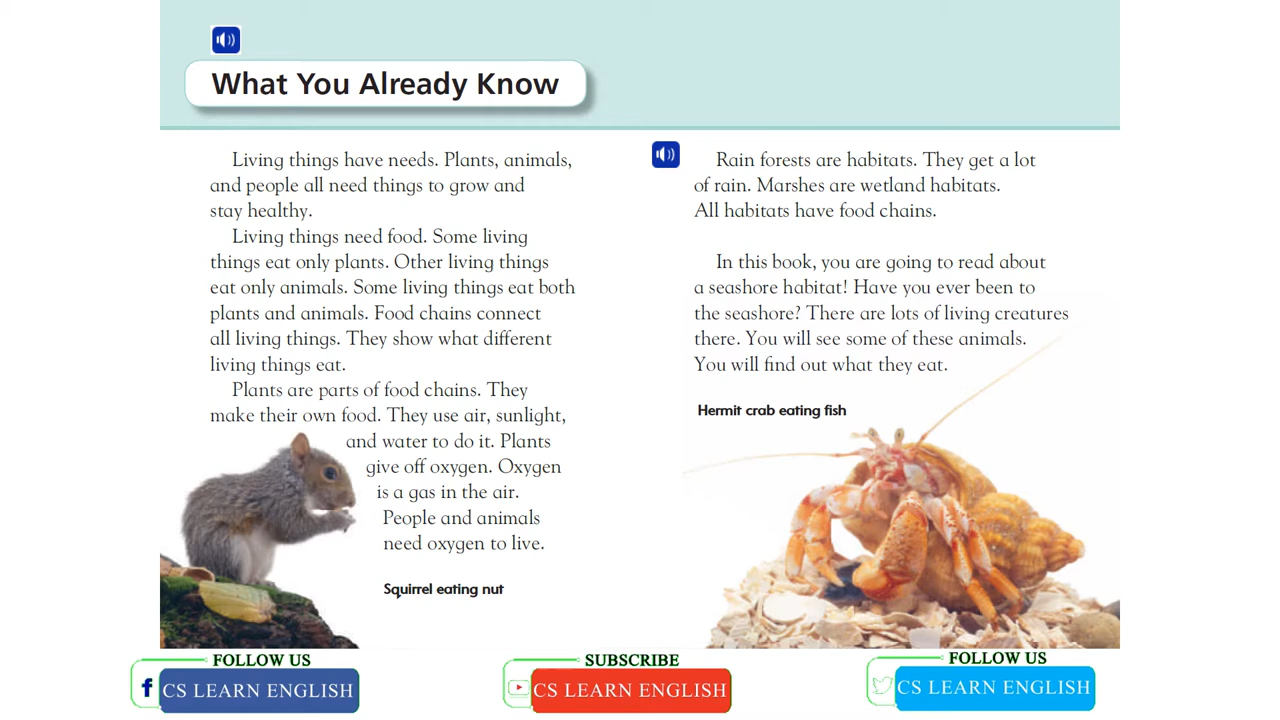 What You Already Know
Living things have needs. Plants, animals,
and people all need things to grow and
stay healthy.
Living things need food. Some living
things eat only plants. Other living things
eat only animals. Some living things eat both
plants and animals. Food chains connect
all living things. They show what different
living things eat.
Plants are parts of food chains. They
make their own food. They use air, sunlight,
and water to do it. Plants
give off oxygen. Oxygen
is a gas in the air.
People and animals
need oxygen to live.
Squirrel eating nut
Rain forests are habitats. They get a lot
of rain. Marshes are wetland habitats.
All habitats have food chains.
In this book, you are going to read about
a seashore habitat! Have you ever been to
the seashore? There are lots of living creatures
there. You will see some of these animals.
You will find out what they eat.
Hermit crab eating fish
FOLLOW US
f CS LEARN ENGLISH
SUBSCRIBE
CS LEARN ENGLISH
FOLLOW US
CS LEARN ENGLISH